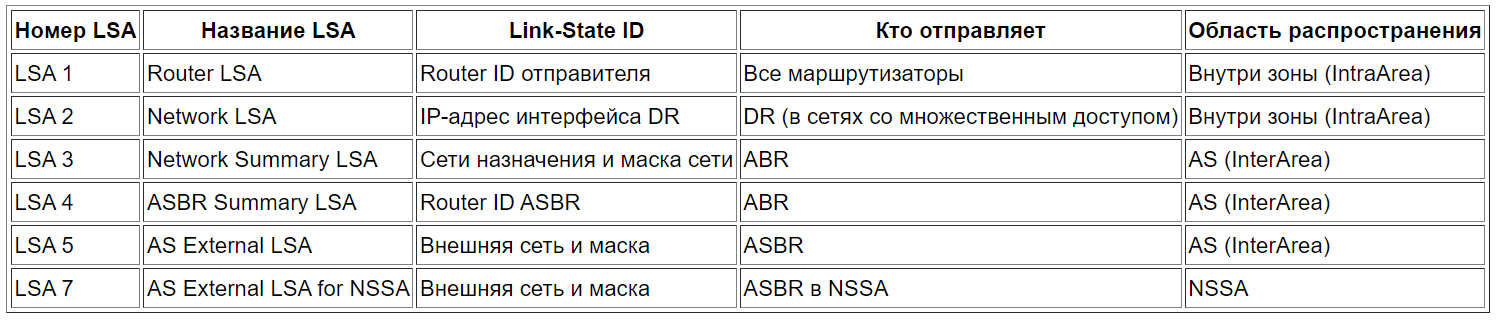 Номер LSA Название LSA Link-State ID Кто отправляет Область распространения
LSA 1 Router LSA Router ID отправителя Все маршрутизаторы Внутри зоны (IntraArea)
LSA 2 Network LSA IP-адрес интерфейса DR DR (в сетях со множественным доступом) Внутри зоны (IntraArea)
LSA 3 Network Summary LSA Сети назначения и маска сети ABR AS (InterArea)
LSA 4 ASBR Summary LSA Router ID ASBR ABR AS (InterArea)
LSA 5 AS External LSA Внешняя сеть и маска ASBR AS (InterArea)
LSA 7 AS External LSA for NSSA Внешняя сеть и маска ASBR в NSSA NSSA